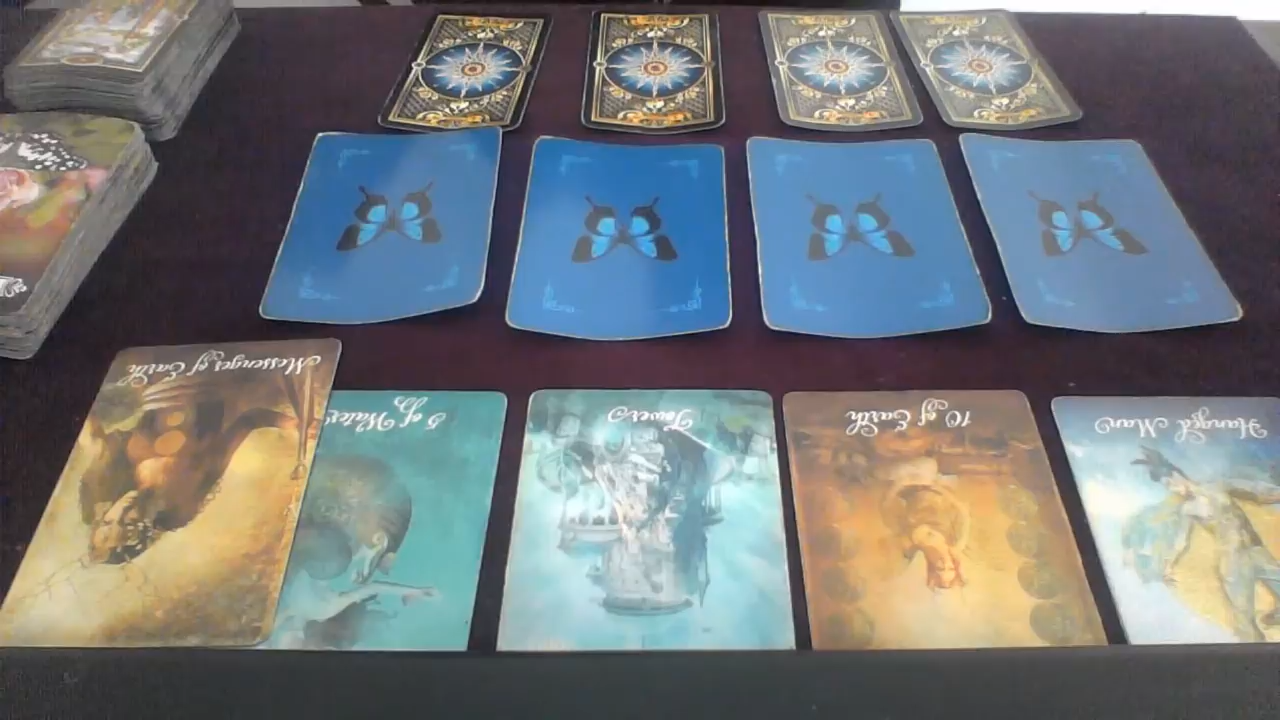 Messenger of Earth
5 of Water
Tower
10 of Earth
Hanged Man